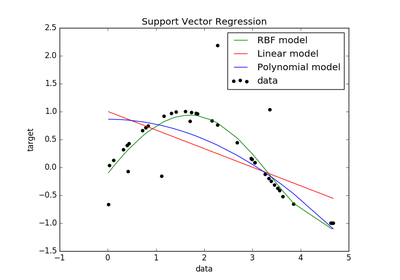 Support Vector Regression
2.5
2.0
1.5
1.0
0.5
0.0
−0.5
−1.0
−1.5
target
RBF model
Linear model
Polynomial model
data
−1
0
1
2
3
4
5
data